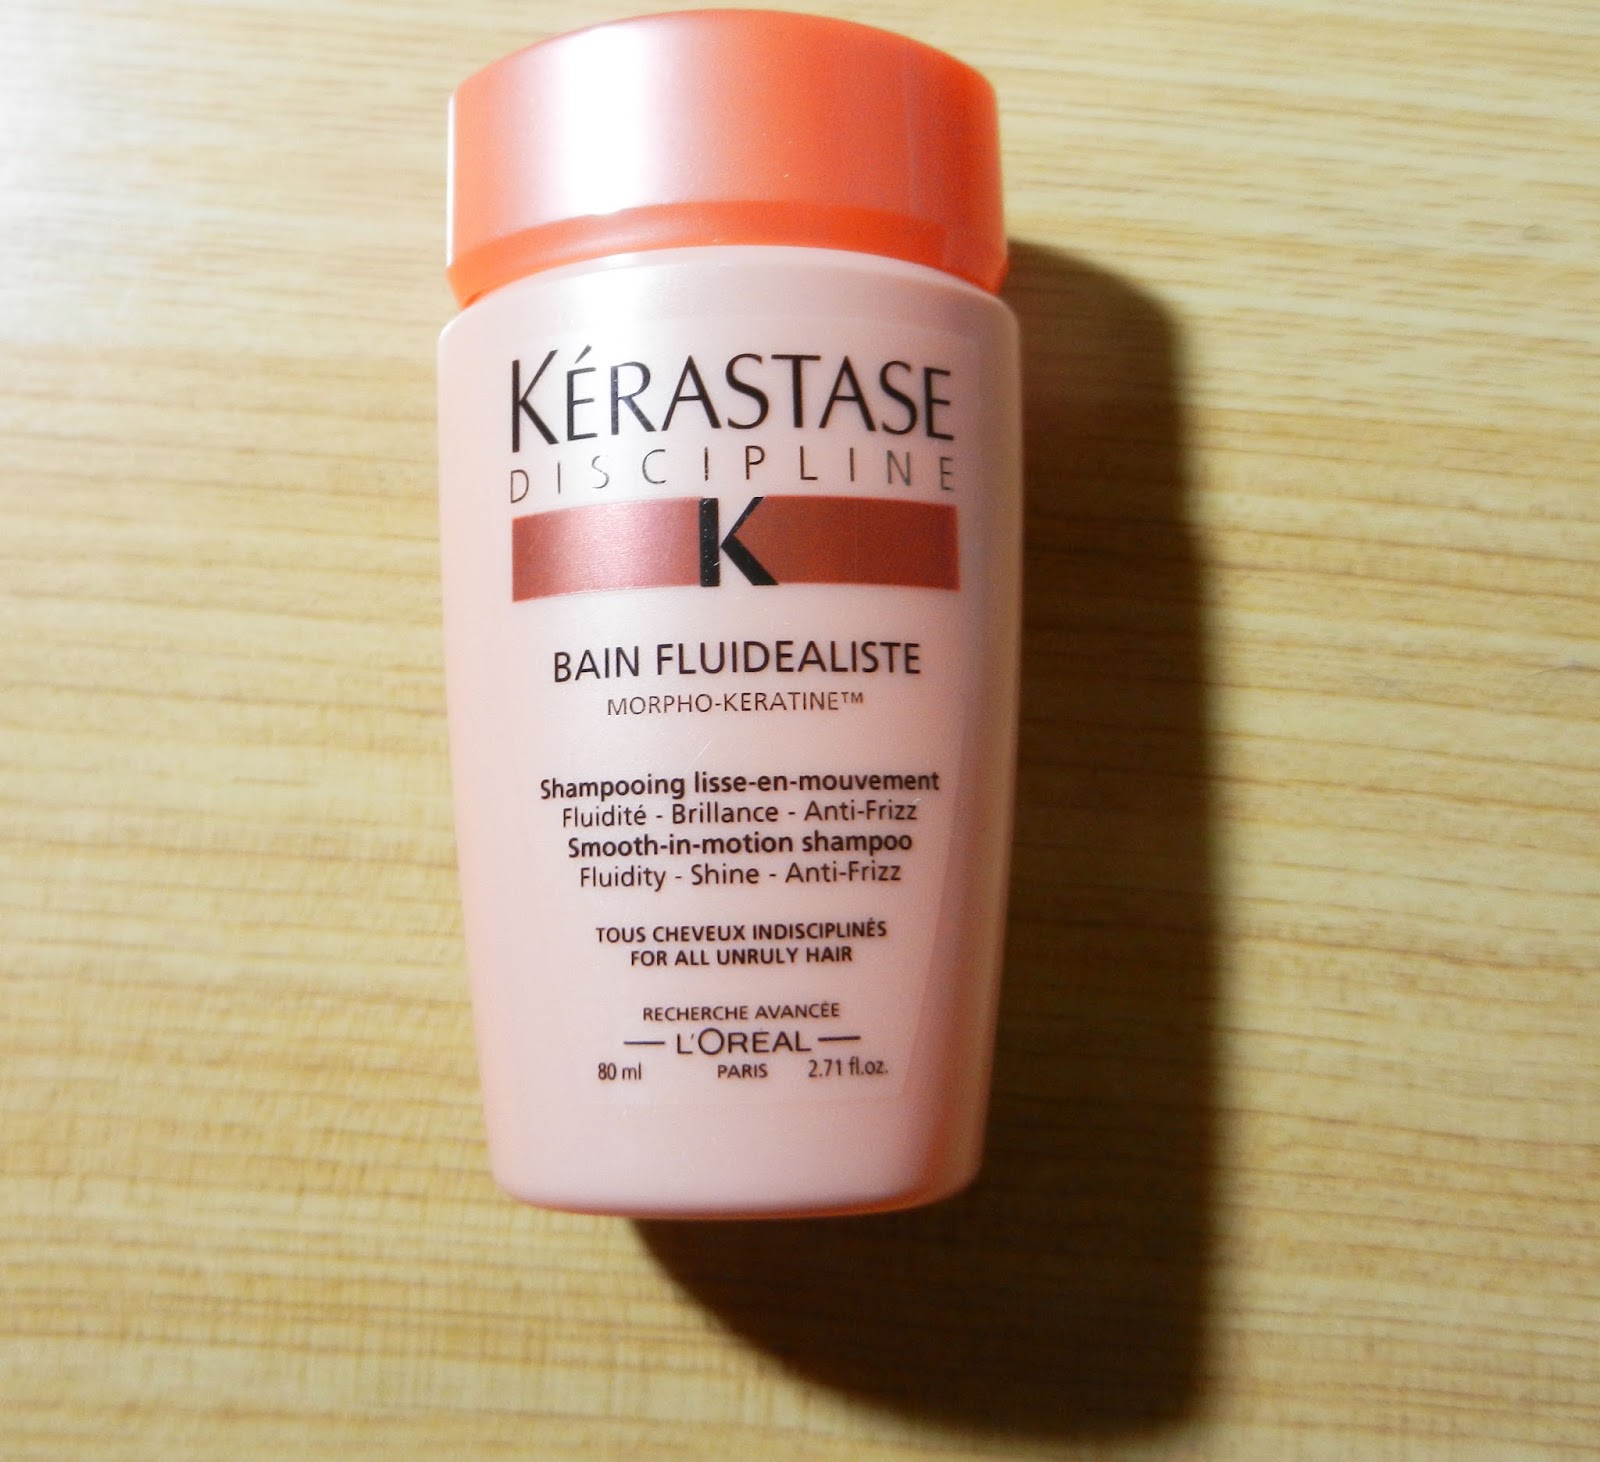 KÉRASTASE
DISCIPLINE
K
BAIN FLUIDEALISTE
MORPHO-KERATINE™
Shampooing lisse-en-mouvement
Fluidité - Brillance - Anti-Frizz
Smooth-in-motion shampoo
Fluidity - Shine - Anti-Frizz
TOUS CHEVEUX INDISCIPLINÉS
FOR ALL UNRULY HAIR
RECHERCHE AVANCÉE
L'ORÉAL
80 ml PARIS 2.71 fl.oz.